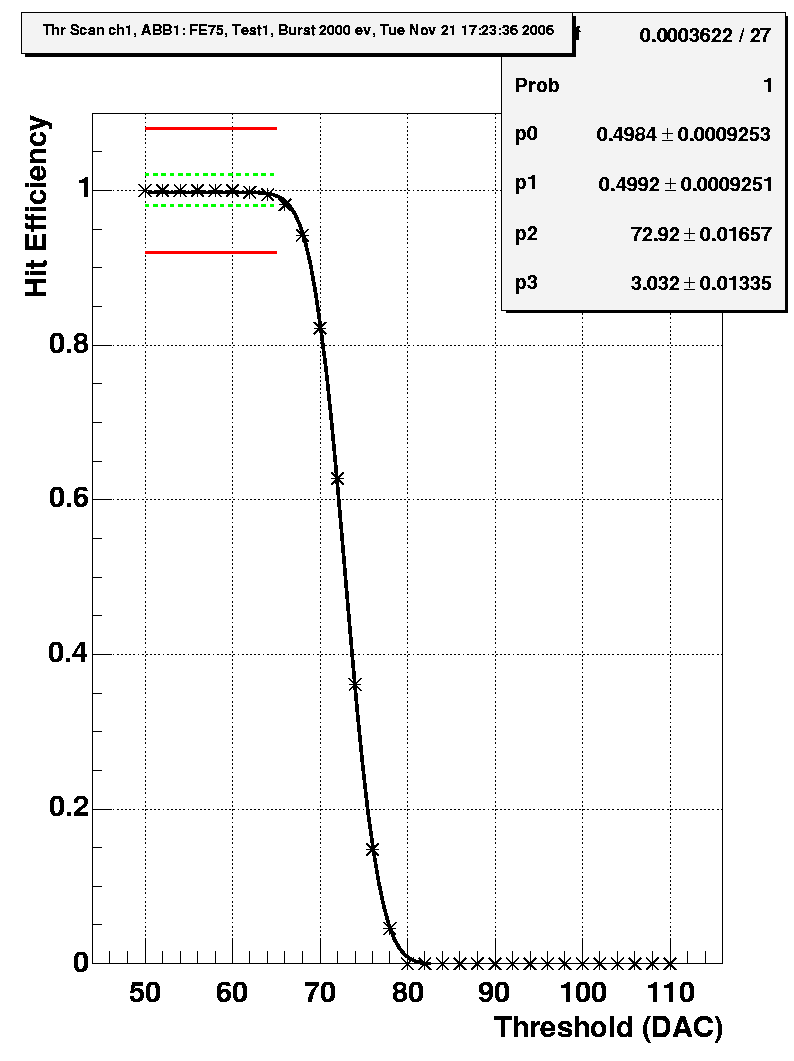 Thr Scan ch1, ABB1: FE75, Test1, Burst 2000 ev, Tue Nov 21 17:23:36 2006
0.0003622 / 27
Prob 1
p0 0.4984 ± 0.0009253
p1 0.4992 ± 0.0009251
p2 72.92 ± 0.01657
p3 3.032 ± 0.01335
Hit Efficiency
1
0.8
0.6
0.4
0.2
0
50 60 70 80 90 100 110
Threshold (DAC)